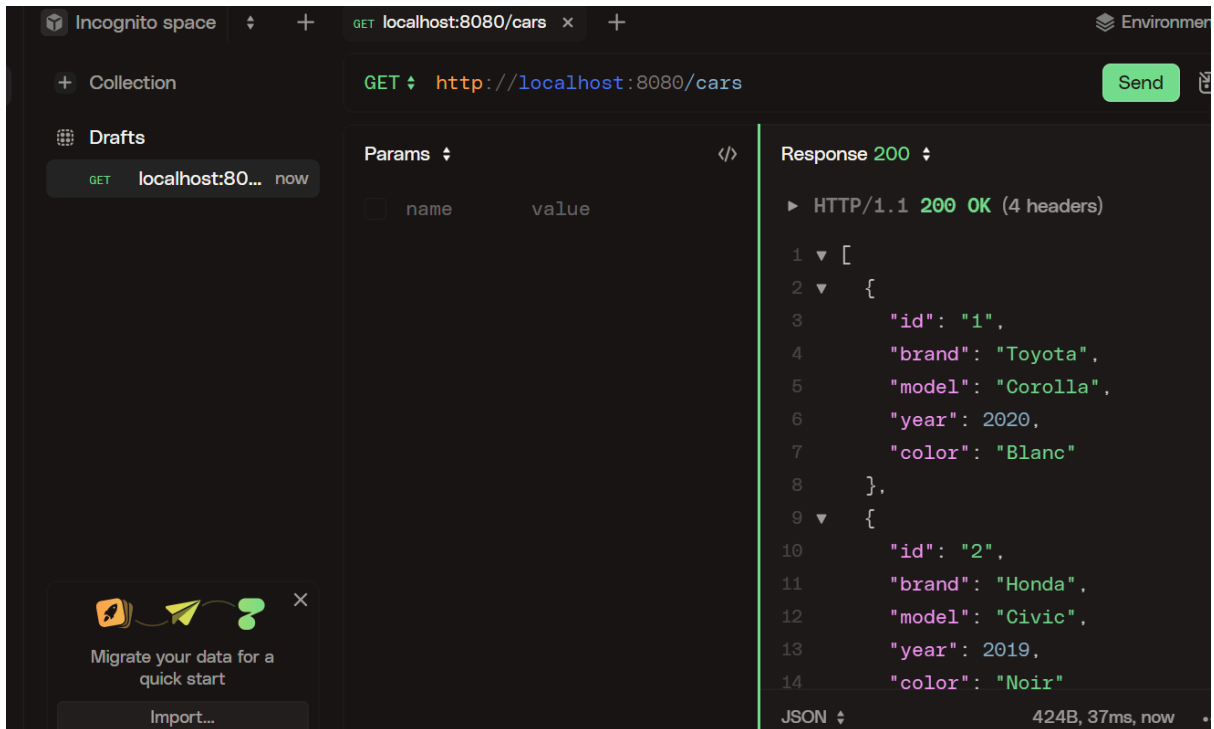 Incognito space
GET localhost:8080/cars
Environmen
Collection
GET http://localhost:8080/cars
Send
Drafts
GET localhost:80... now
Params </>
name value
Response 200
HTTP/1.1 200 OK (4 headers)
1 [
2 {
3 "id": "1",
4 "brand": "Toyota",
5 "model": "Corolla",
6 "year": 2020,
7 "color": "Blanc"
8 },
9 {
10 "id": "2",
11 "brand": "Honda",
12 "model": "Civic",
13 "year": 2019,
14 "color": "Noir"
Migrate your data for a
quick start
Import...
JSON 424B, 37ms, now